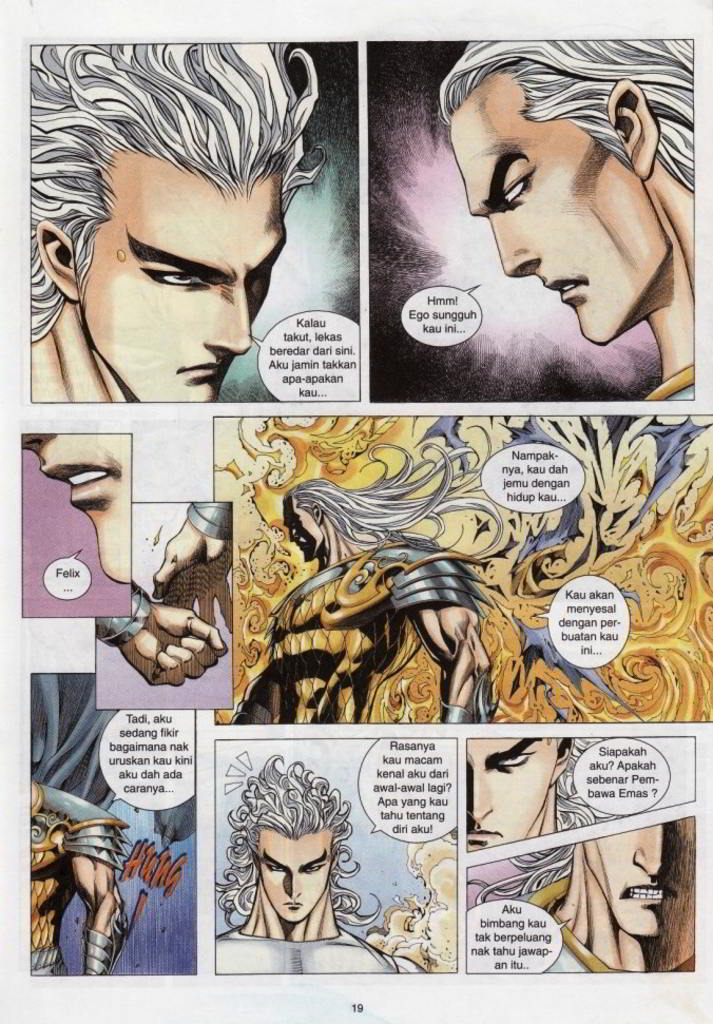 Kalau
takut, lekas
beredar dari sini.
Aku jamin takkan
apa-apakan
kau...
Hmm!
Ego sungguh
kau ini...
Felix
...
Nampak-
nya, kau dah
jemu dengan
hidup kau...
Kau akan
menyesal
dengan per-
buatan kau
ini...
Tadi, aku
sedang fikir
bagaimana nak
uruskan kau kini
aku dah ada
caranya...
HUNG
!
Rasanya
kau macam
kenal aku dari
awal-awal lagi?
Apa yang kau
tahu tentang
diri aku!
Siapakah
aku? Apakah
sebenar Pem-
bawa Emas ?
Aku
bimbang kau
tak berpeluang
nak tahu jawap-
an itu..
19